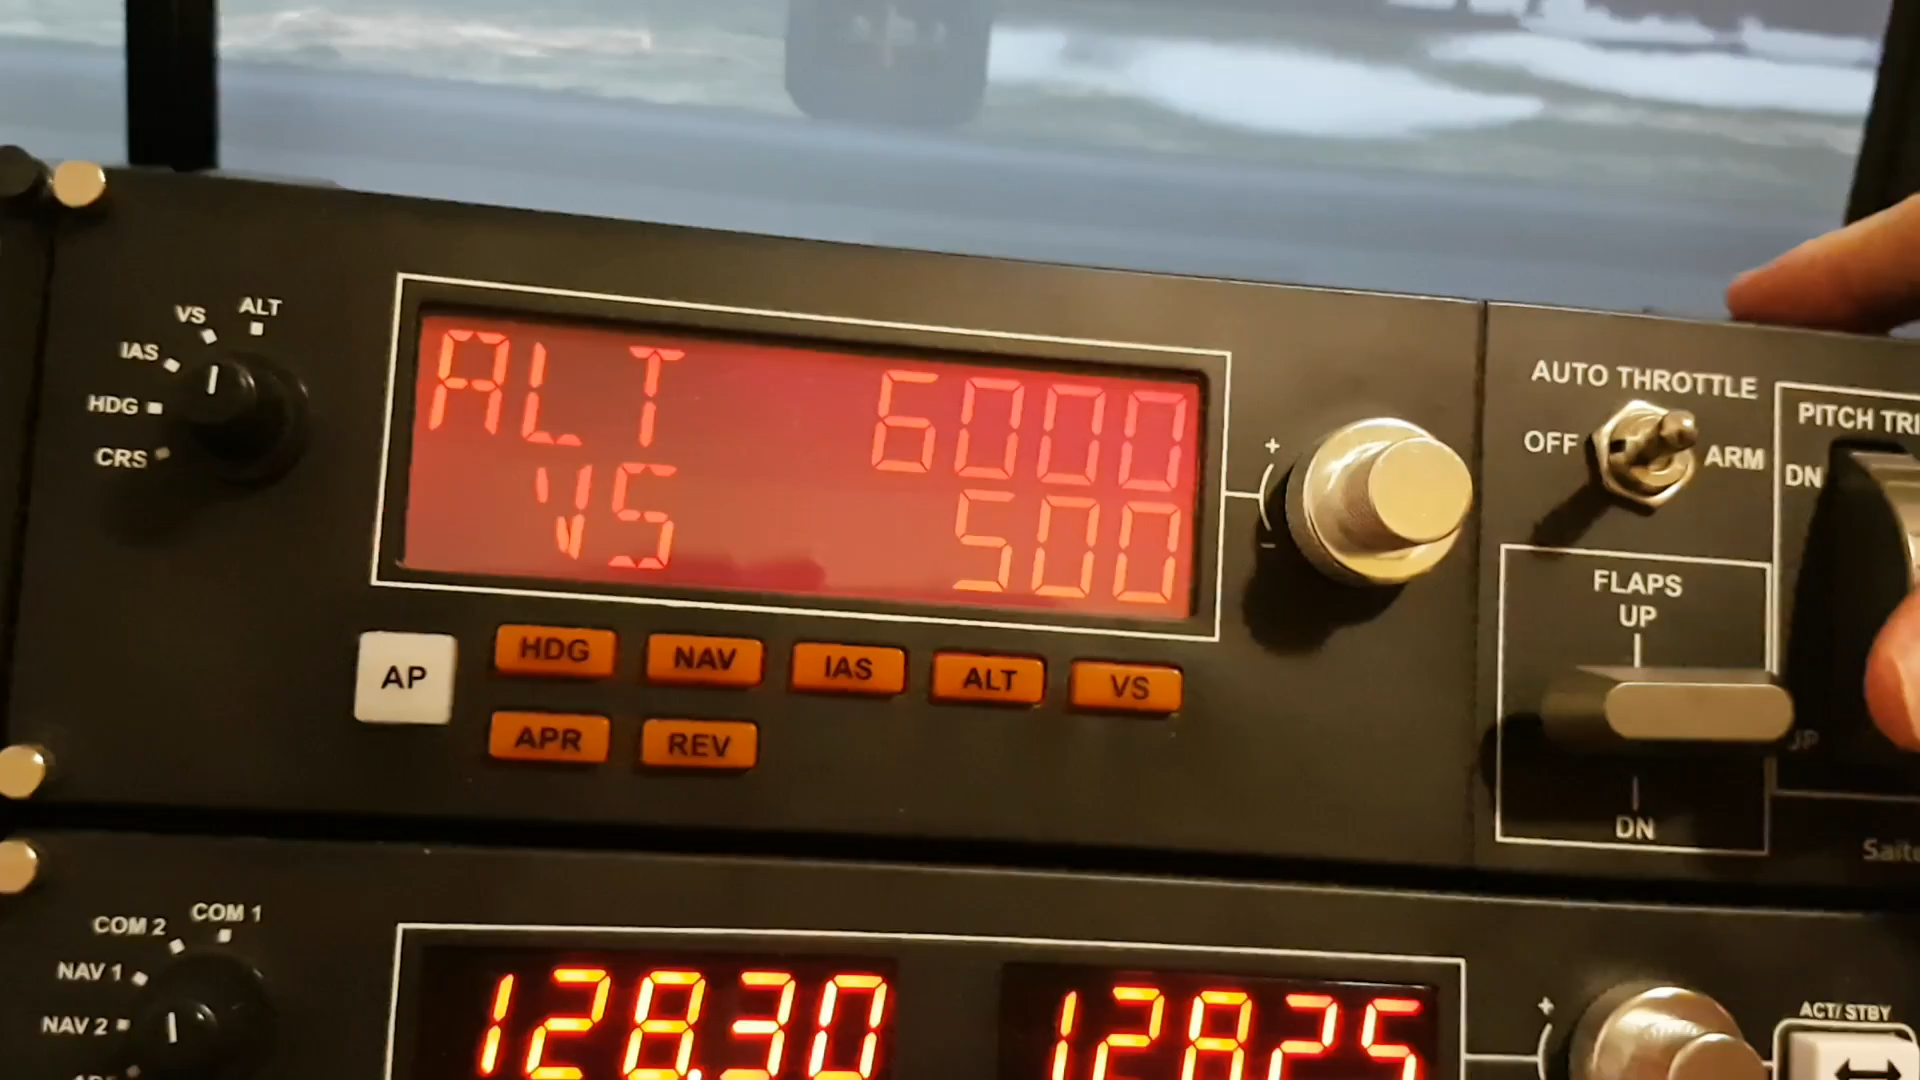 ALT
VS
IAS
HDG
CRS
ALT 6000
VS 500
AP
HDG
NAV
IAS
ALT
VS
APR
REV
AUTO THROTTLE
OFF
ARM
FLAPS
UP
DN
PITCH TRI
DN
UP
Saite
COM 1
COM 2
NAV 1
NAV 2
128.30
128.25
ACT/STBY